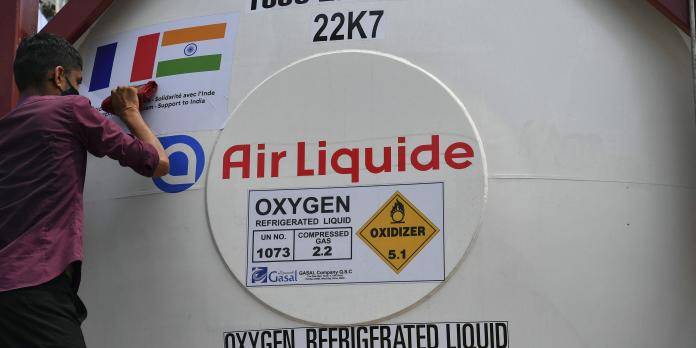 22K7
- Solidarité avec l'Inde
- Support to India
Air Liquide
OXYGEN
REFRIGERATED LIQUID
UN NO.
1073
COMPRESSED
GAS
2.2
OXIDIZER
5.1
Gasal
GASAL Company Q.S.C
OXYGEN REFRIGERATED LIQUID